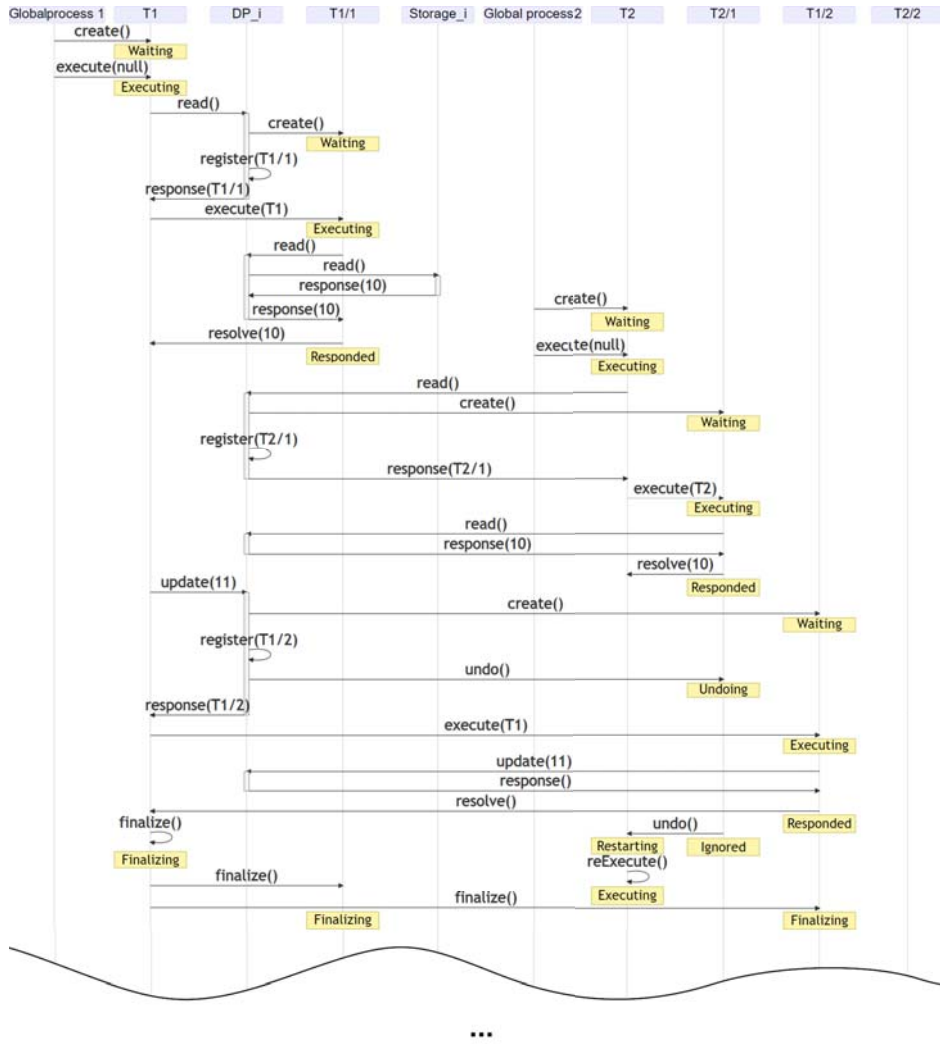 Globalprocess 1 T1 DP_i T1/1 Storage_i Global process2 T2 T2/1 T1/2 T2/2
create()
Waiting
execute(null)
Executing
read()
create()
Waiting
register(T1/1)
response(T1/1)
execute(T1)
Executing
read()
read()
response(10)
create()
response(10)
Waiting
resolve(10)
execute(null)
Responded
Executing
read()
create()
Waiting
register(T2/1)
response(T2/1)
execute(T2)
Executing
read()
response(10)
resolve(10)
update(11)
Responded
create()
Waiting
register(T1/2)
undo()
Undoing
response(T1/2)
execute(T1)
Executing
update(11)
response()
resolve()
finalize() undo() Responded
Restarting Ignored
Finalizing reExecute()
finalize() Executing
finalize()
Finalizing Finalizing
...